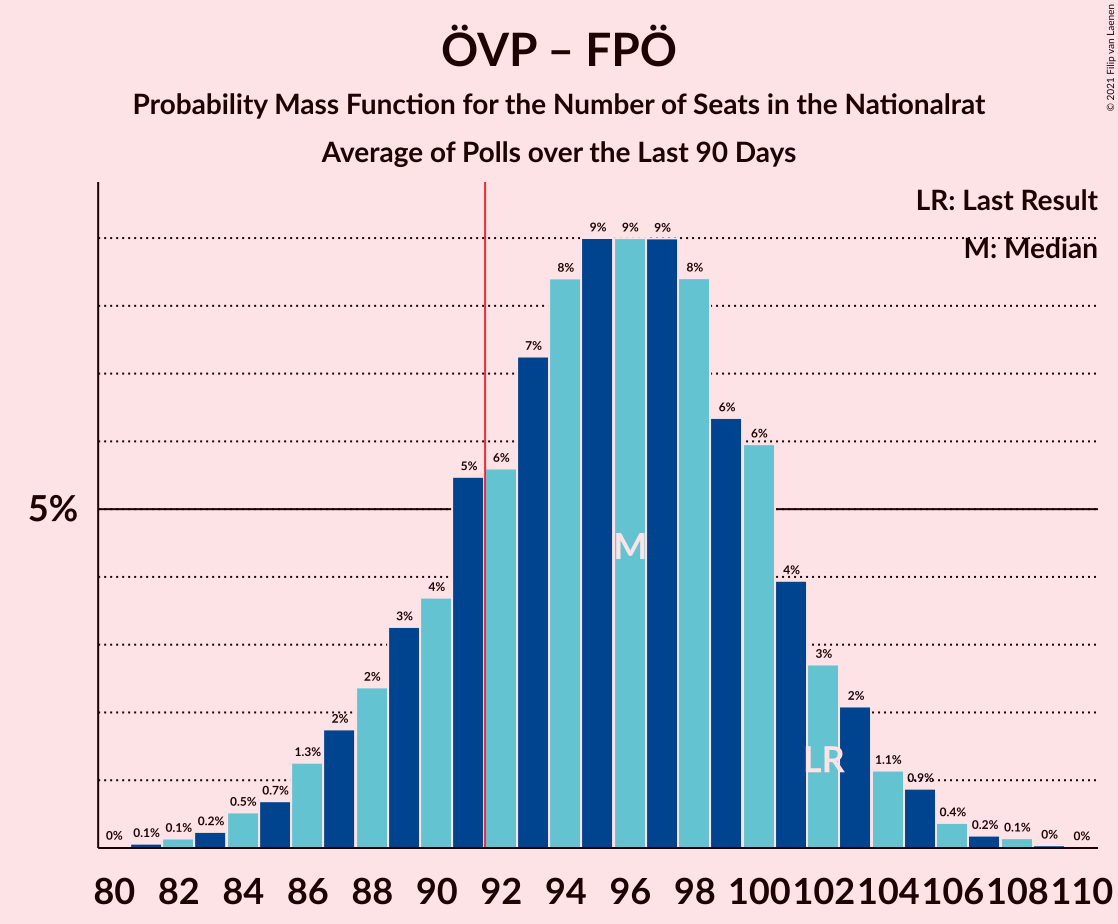 ÖVP – FPÖ
Probability Mass Function for the Number of Seats in the Nationalrat
Average of Polls over the Last 90 Days
© 2021 Filip van Laenen
LR: Last Result
M: Median
5%
0% 0.1% 0.1% 0.2% 0.5% 0.7% 1.3% 2% 2% 3% 4% 5% 6% 7% 8% 9% 9% 9% 8% 6% 6% 4% 3% 2% 1.1% 0.9% 0.4% 0.2% 0.1% 0% 0%
M
LR
80 82 84 86 88 90 92 94 96 98 100 102 104 106 108 110